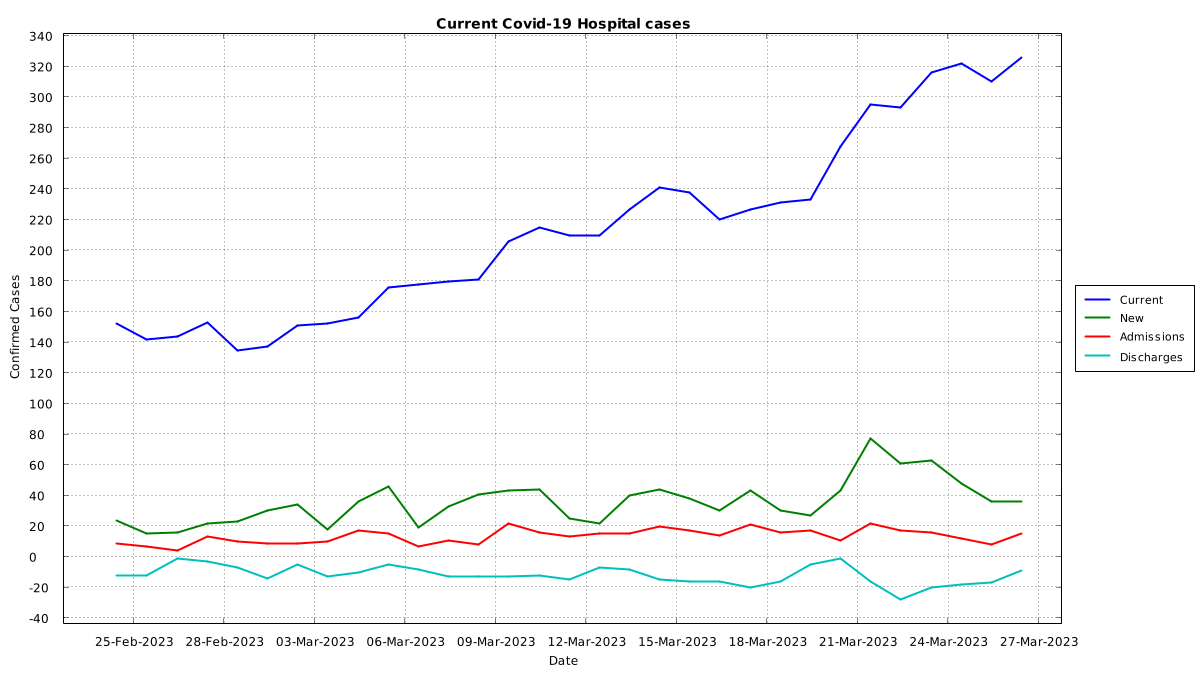 Current Covid-19 Hospital cases
340
320
300
280
260
240
220
200
180
160
140
120
100
80
60
40
20
0
-20
-40
Confirmed Cases
25-Feb-2023 28-Feb-2023 03-Mar-2023 06-Mar-2023 09-Mar-2023 12-Mar-2023 15-Mar-2023 18-Mar-2023 21-Mar-2023 24-Mar-2023 27-Mar-2023
Date
Current
New
Admissions
Discharges